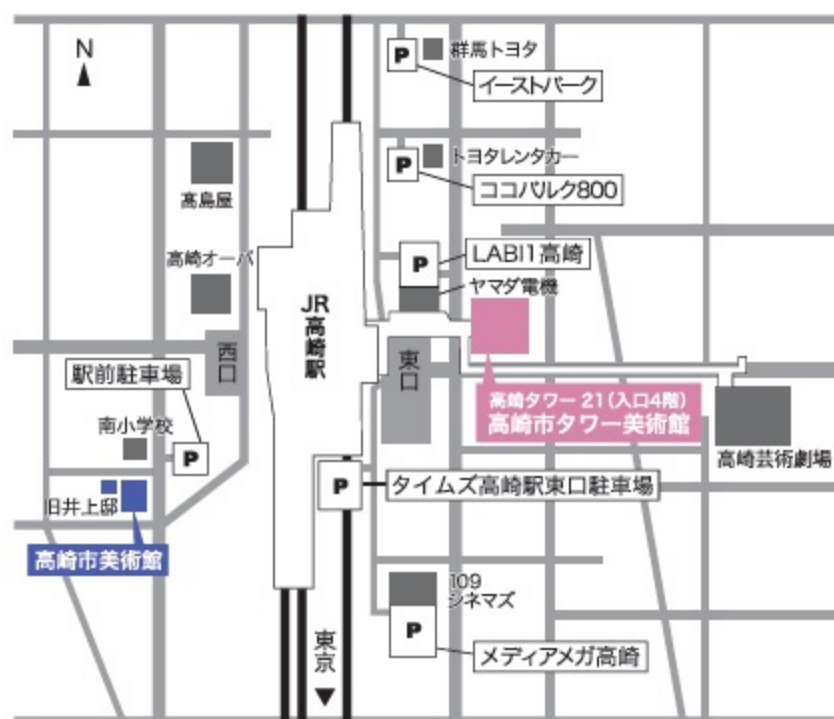 N
P
群馬トヨタ
イーストパーク
P
トヨタレンタカー
ココパルク800
髙島屋
高崎オーパ
P
LABI1高崎
ヤマダ電機
JR高崎駅
西口
東口
高崎タワー21(入口4階)
高崎市タワー美術館
高崎芸術劇場
駅前駐車場
南小学校
P
旧井上邸
高崎市美術館
P
タイムズ高崎駅東口駐車場
109
シネマズ
P
メディアメガ高崎
東京